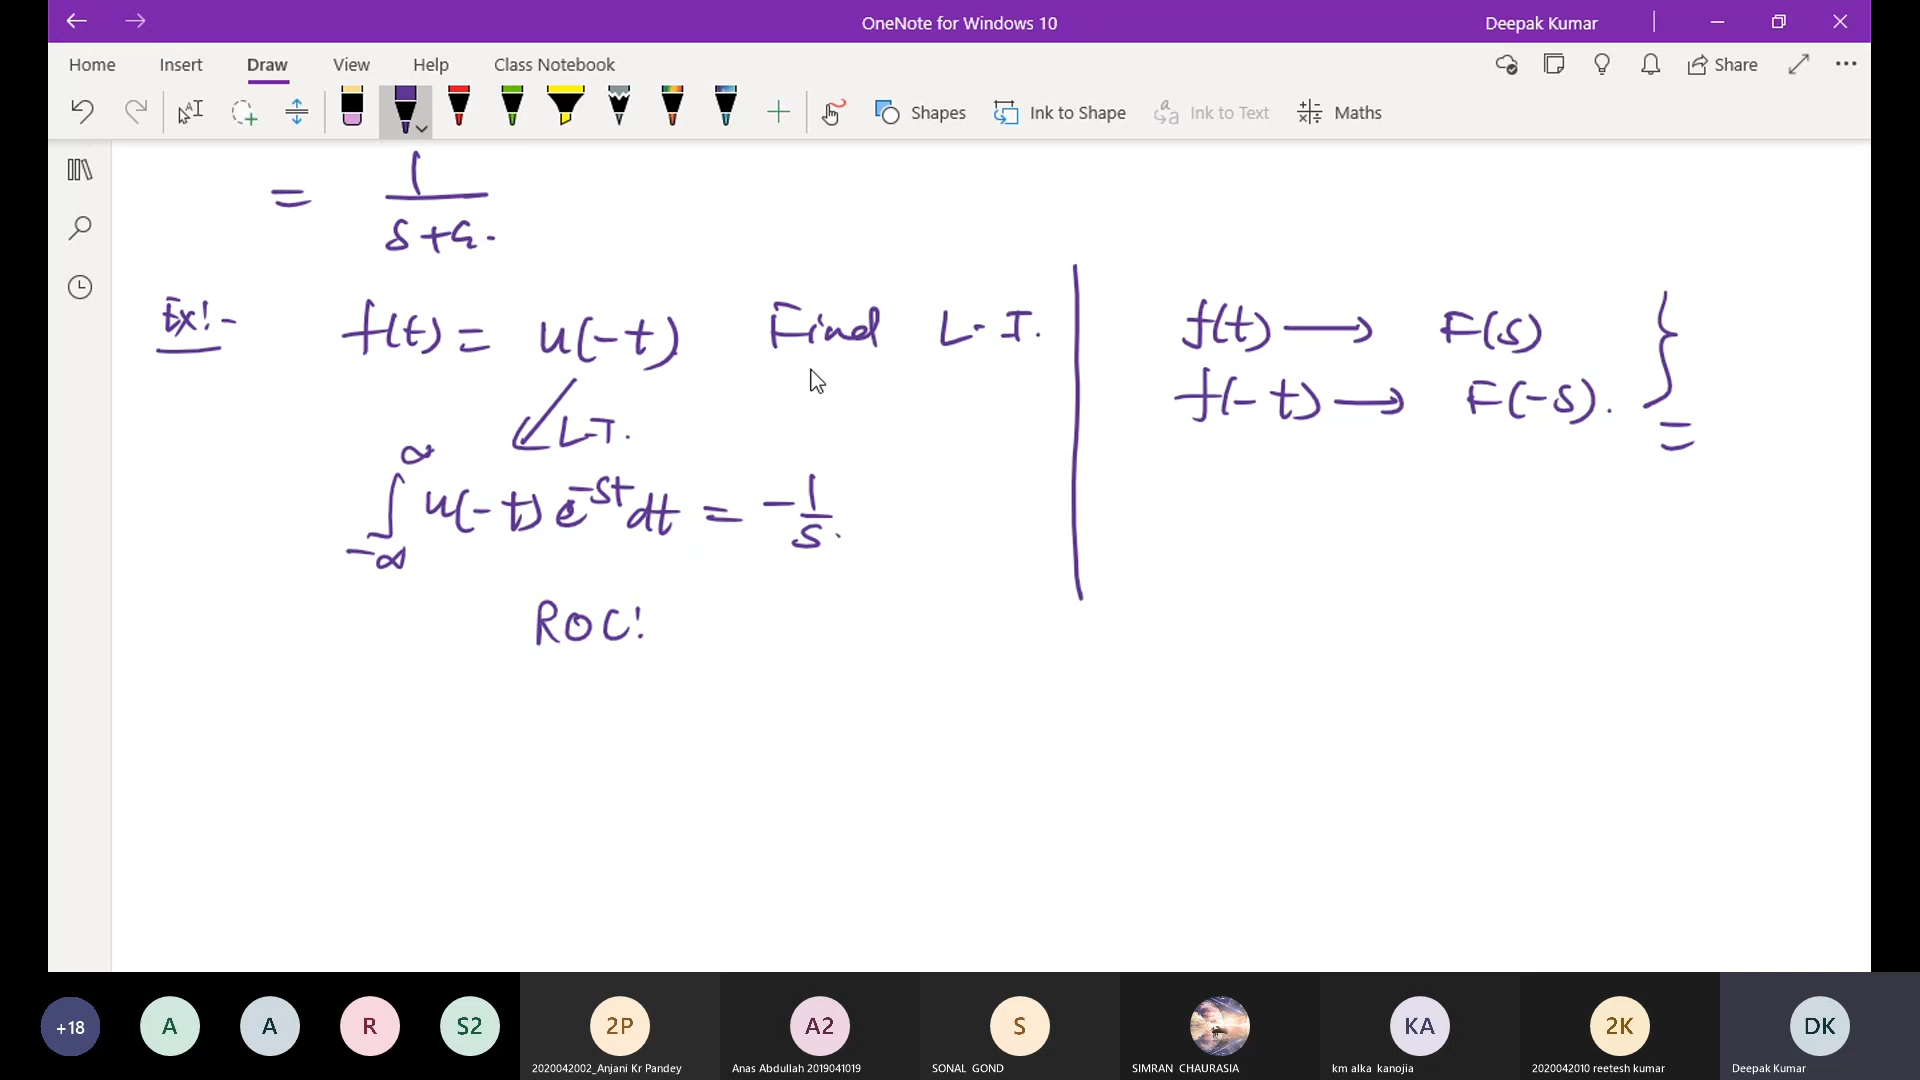 OneNote for Windows 10
Deepak Kumar
Home Insert Draw View Help Class Notebook
Share
Shapes Ink to Shape Ink to Text Maths
= 1/(s+a).
Ex:- f(t) = u(-t) Find L-T.
L-T.
∫_{-∞}^{∞} u(-t) e^{-st} dt = -1/s.
ROC:
f(t) ⟶ F(s)
f(-t) ⟶ F(-s). } =
+18 A A R S2 2P A2 S KA 2K DK
2020042002_Anjani Kr Pandey Anas Abdullah 2019041019 SONAL GOND SIMRAN CHAURASIA km alka kanojia 2020042010 reetesh kumar Deepak Kumar